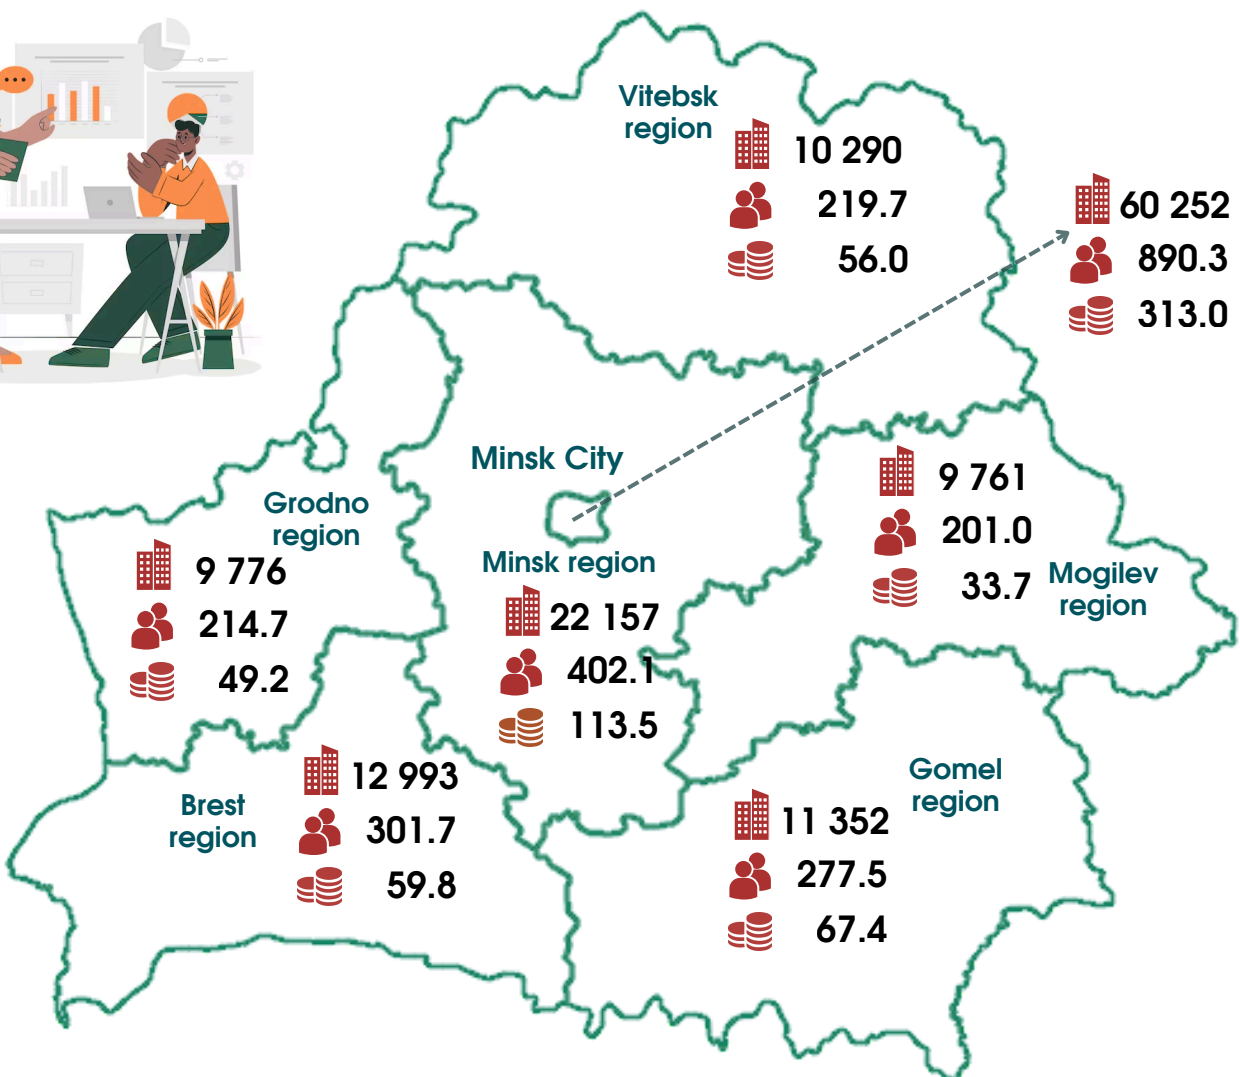 Vitebsk
region
10 290
219.7
56.0
60 252
890.3
313.0
Minsk City
Grodno
region
9 776
214.7
49.2
Minsk region
22 157
402.1
113.5
9 761
201.0
33.7
Mogilev
region
Brest
region
12 993
301.7
59.8
Gomel
region
11 352
277.5
67.4